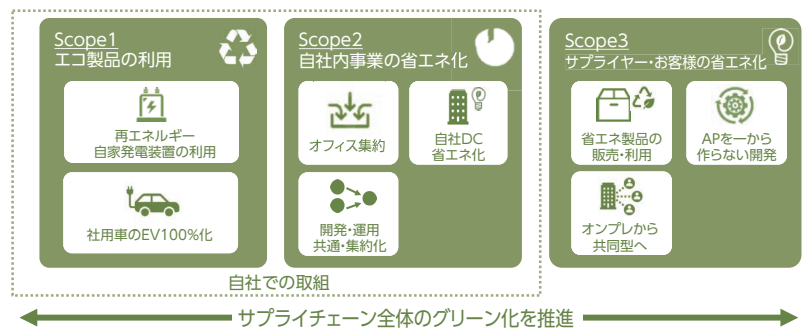 Scope1
エコ製品の利用
再エネルギー
自家発電装置の利用
社用車のEV100%化
Scope2
自社内事業の省エネ化
オフィス集約
自社DC
省エネ化
開発・運用
共通・集約化
自社での取組
Scope3
サプライヤー・お客様の省エネ化
省エネ製品の
販売・利用
APを一から
作らない開発
オンプレから
共同型へ
サプライチェーン全体のグリーン化を推進